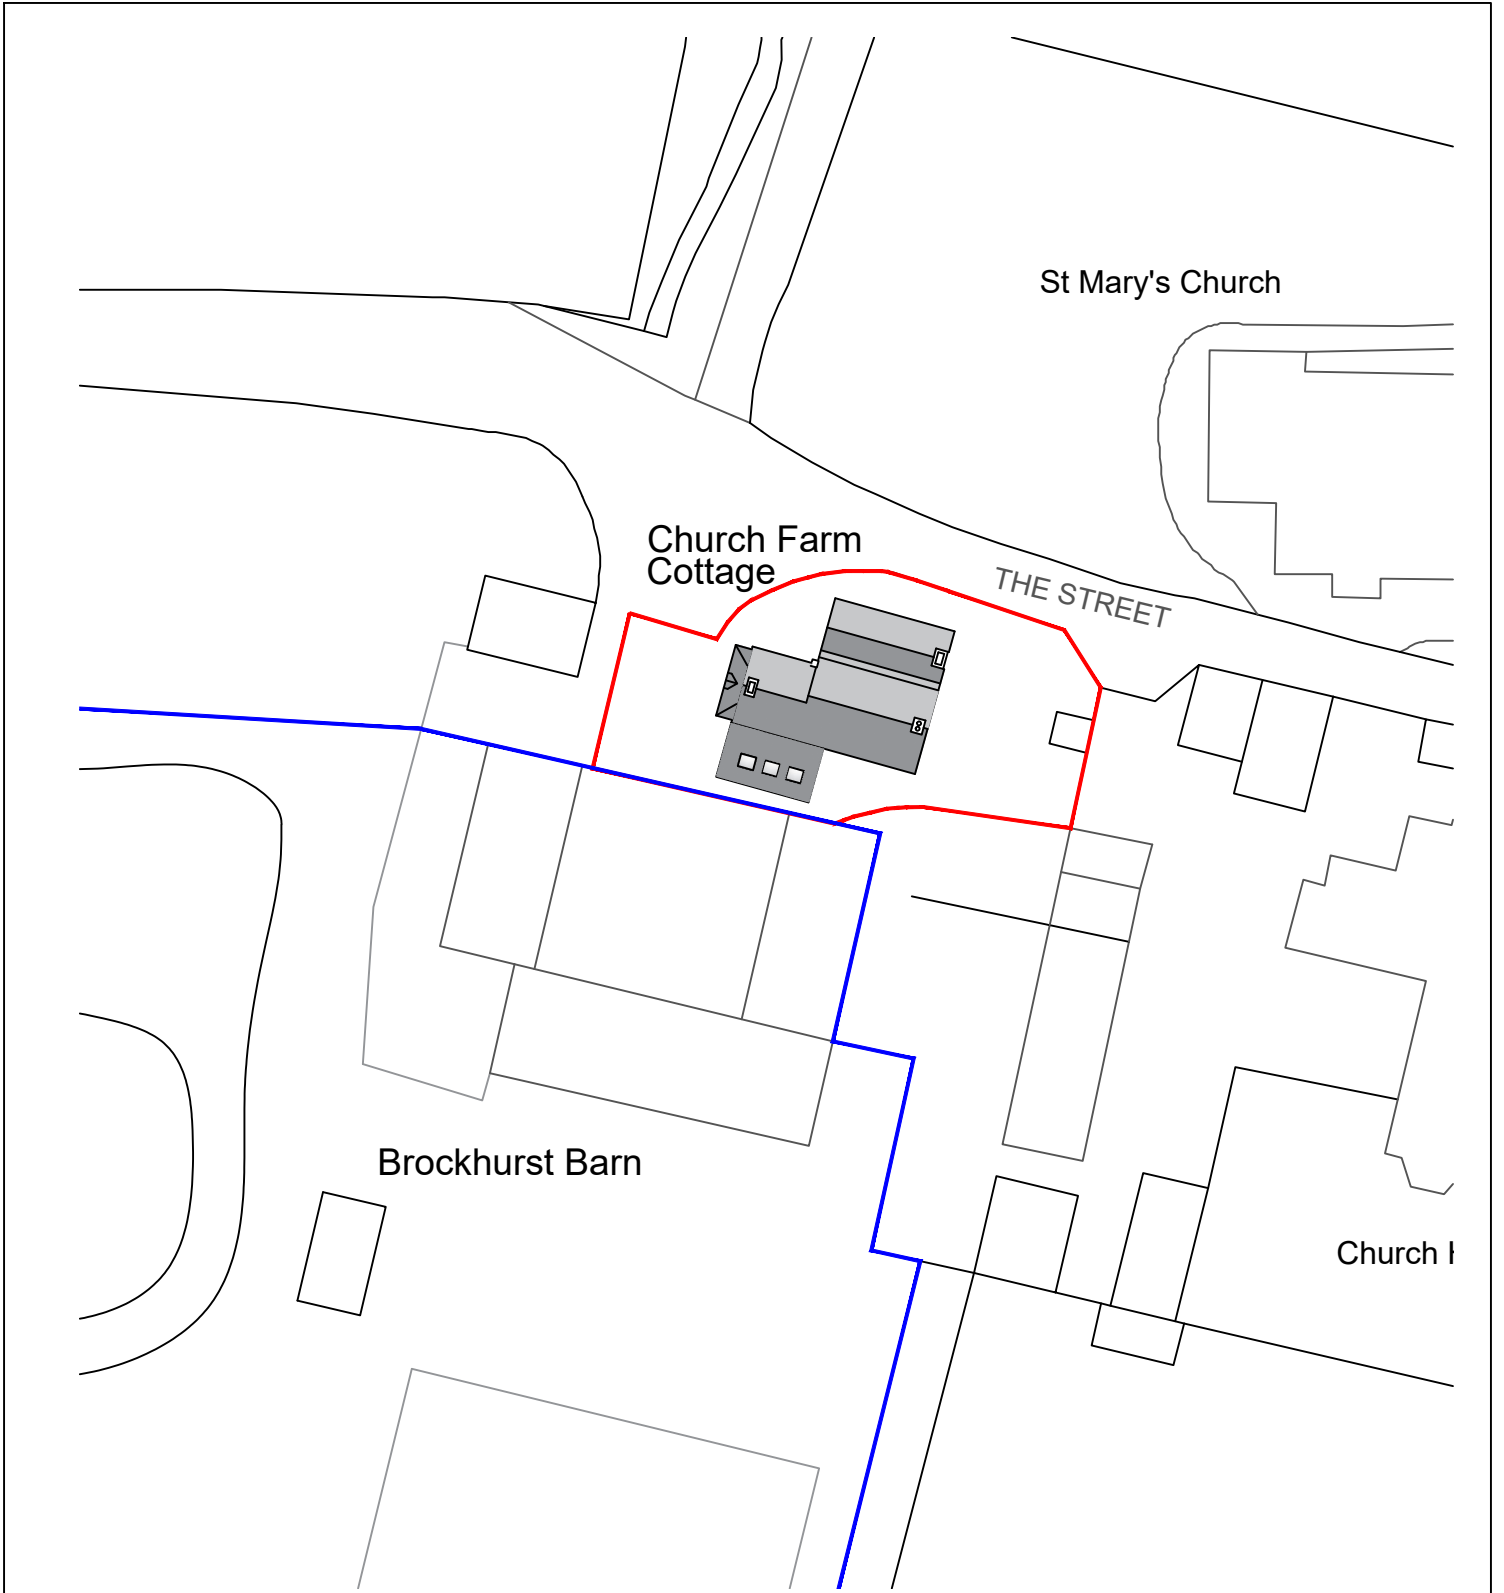 St Mary's Church
Church Farm
Cottage
THE STREET
Brockhurst Barn
Church